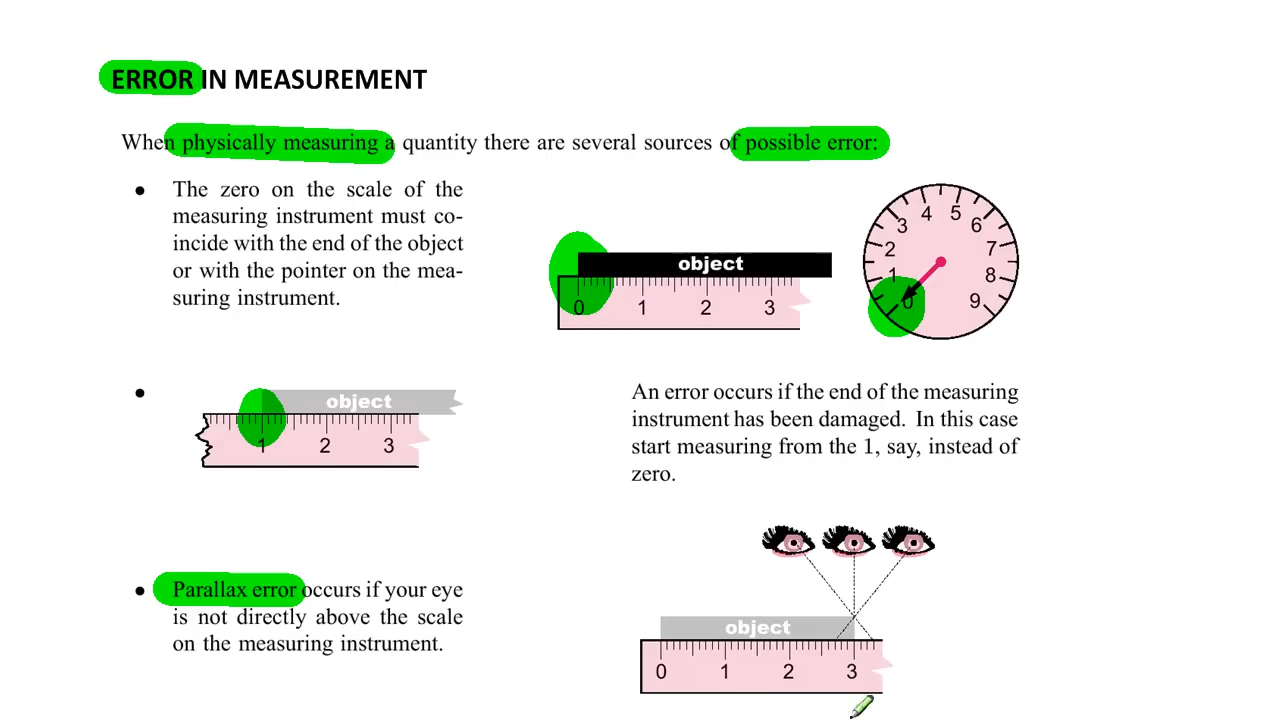 ERROR IN MEASUREMENT
When physically measuring a quantity there are several sources of possible error:
● The zero on the scale of the
measuring instrument must co-
incide with the end of the object
or with the pointer on the mea-
suring instrument.
object
0 1 2 3
0 1 2 3 4 5 6 7 8 9
●
object
1 2 3
An error occurs if the end of the measuring
instrument has been damaged. In this case
start measuring from the 1, say, instead of
zero.
● Parallax error occurs if your eye
is not directly above the scale
on the measuring instrument.
object
0 1 2 3